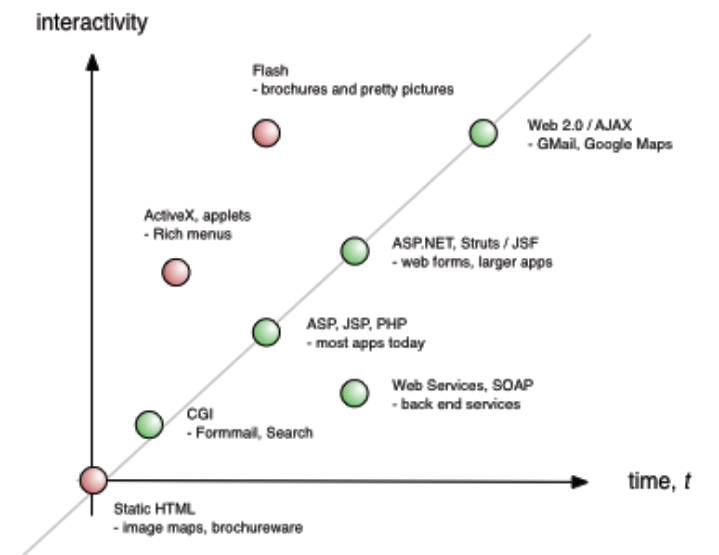 interactivity
Flash
- brochures and pretty pictures
Web 2.0 / AJAX
- GMail, Google Maps
ActiveX, applets
- Rich menus
ASP.NET, Struts / JSF
- web forms, larger apps
ASP, JSP, PHP
- most apps today
Web Services, SOAP
- back end services
CGI
- Formmail, Search
time, t
Static HTML
- image maps, brochureware